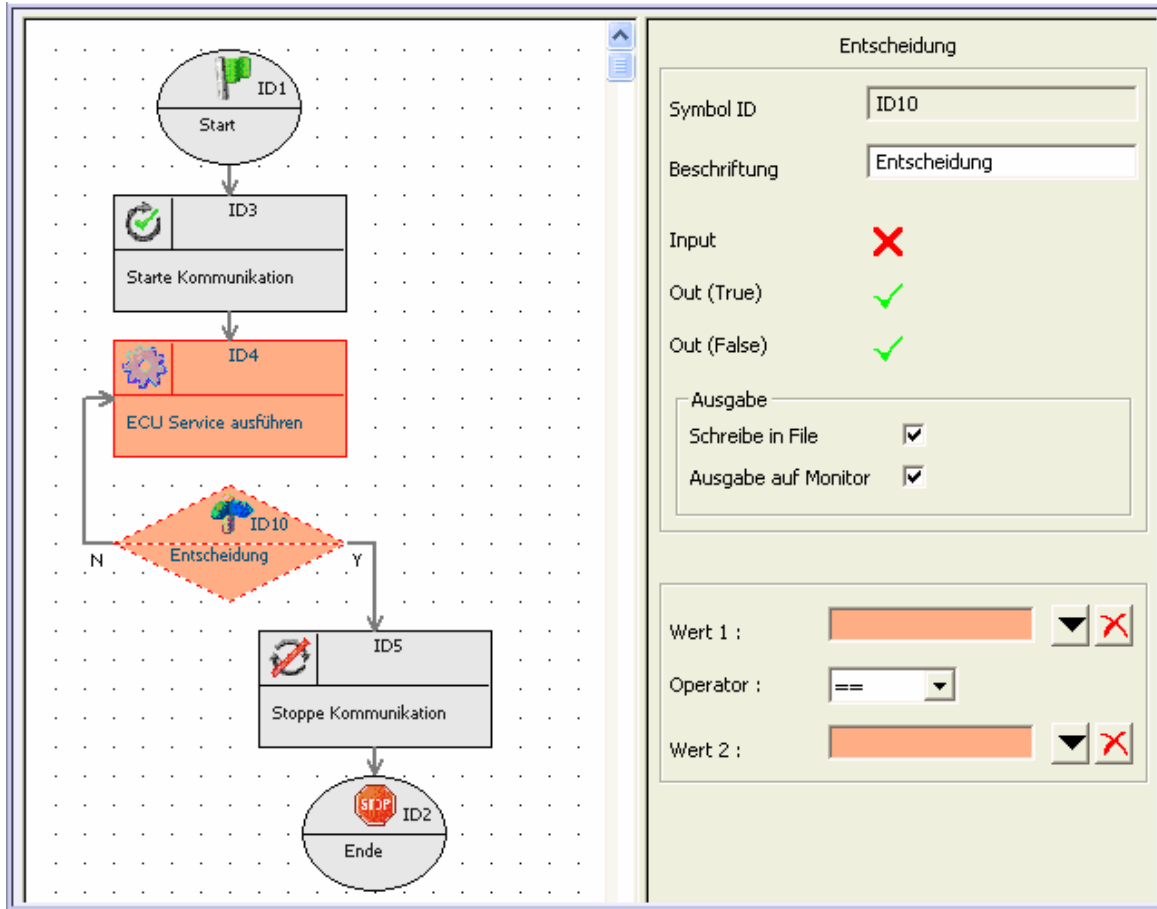 ID1
Start
ID3
Starte Kommunikation
ID4
ECU Service ausführen
ID10
Entscheidung
N
Y
ID5
Stoppe Kommunikation
STOP
ID2
Ende
Entscheidung
Symbol ID
ID10
Beschriftung
Entscheidung
Input
Out (True)
Out (False)
Ausgabe
Schreibe in File
Ausgabe auf Monitor
Wert 1 :
Operator :
==
Wert 2 :